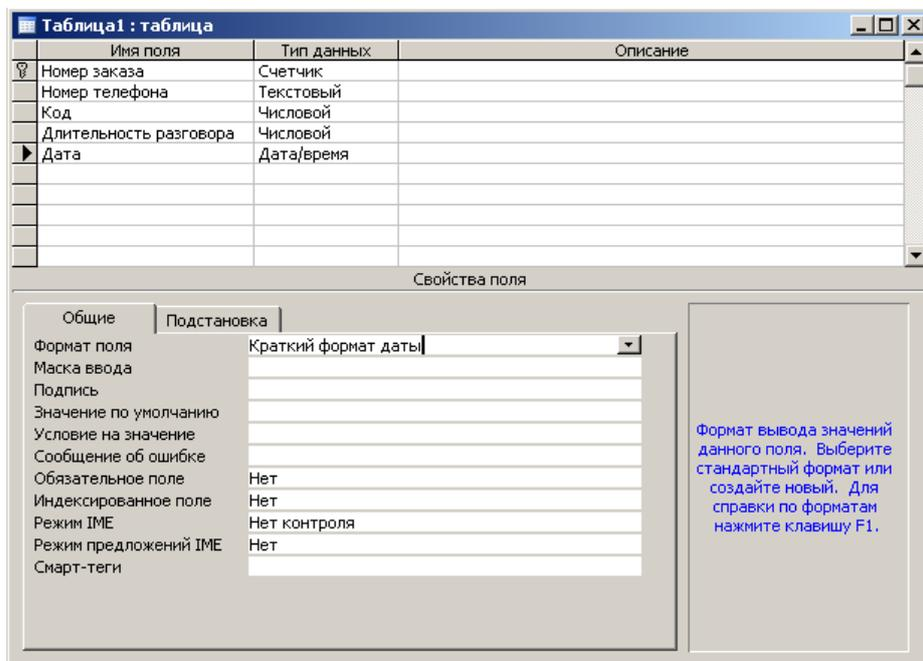 Таблица1 : таблица
Имя поля Тип данных Описание
Номер заказа Счетчик
Номер телефона Текстовый
Код Числовой
Длительность разговора Числовой
Дата Дата/время
Свойства поля
Общие Подстановка
Формат поля Краткий формат даты
Маска ввода
Подпись
Значение по умолчанию
Условие на значение
Сообщение об ошибке
Обязательное поле Нет
Индексированное поле Нет
Режим IME Нет контроля
Режим предложений IME Нет
Смарт-теги
Формат вывода значений
данного поля. Выберите
стандартный формат или
создайте новый. Для
справки по форматам
нажмите клавишу F1.